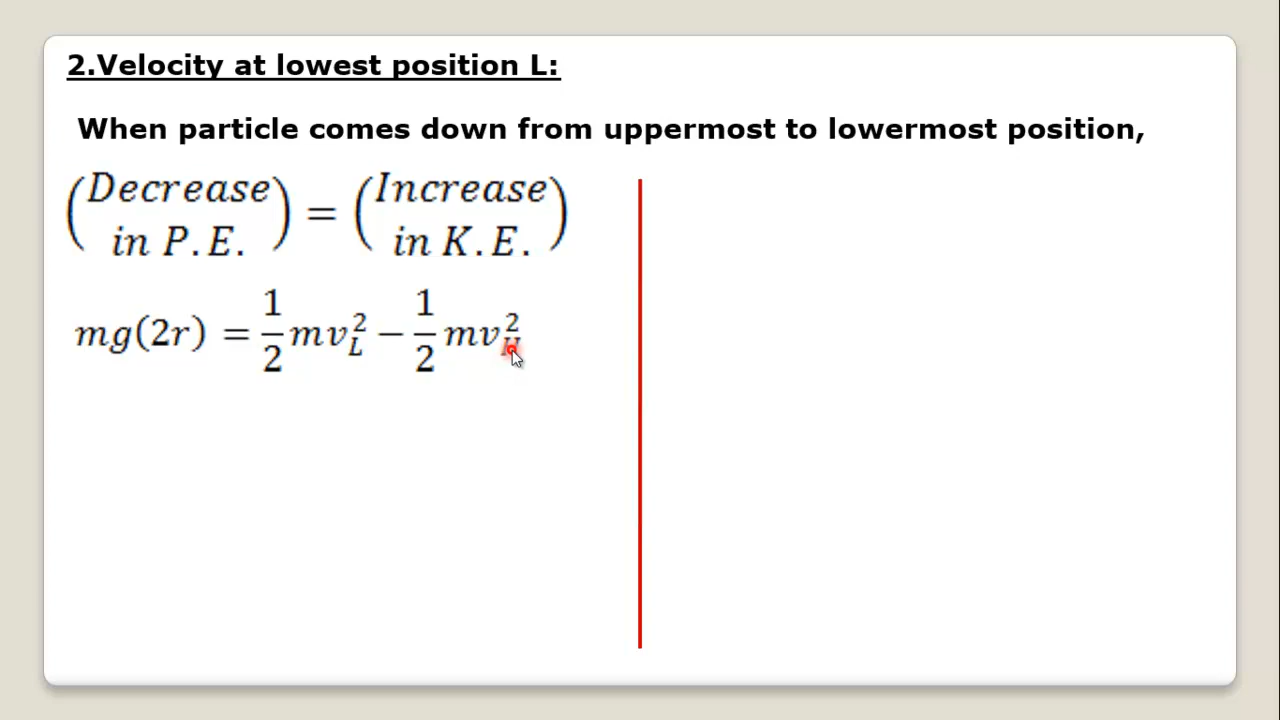 2.Velocity at lowest position L:
When particle comes down from uppermost to lowermost position,
(Decrease in P.E.) = (Increase in K.E.)
mg(2r) = 1/2 mv_L^2 − 1/2 mv_H^2